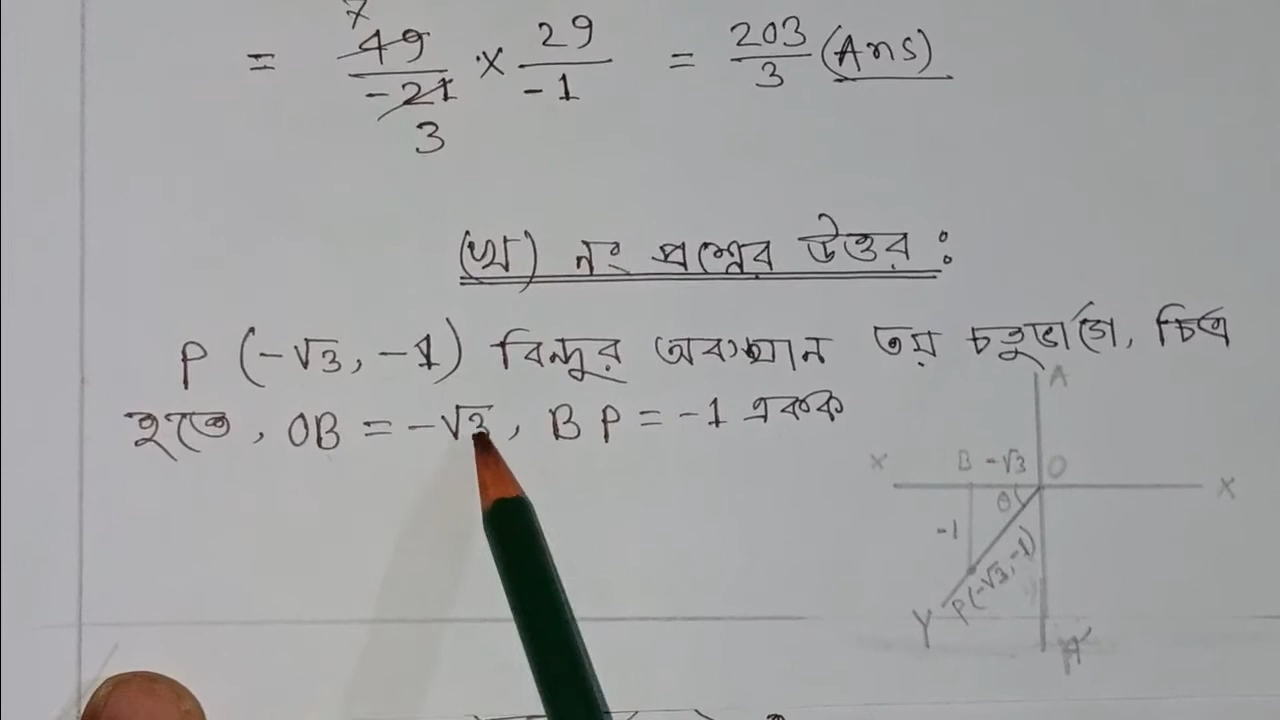 = 49/-21 × 29/-1 = 203/3 (Ans)
7
3
(খ) নং প্রশ্নের উত্তর :
P (-√3, -1) বিন্দুর অবস্থান ৩য় চতুর্ভাগে, চিত্র
হতে, OB = -√3, BP = -1 একক
A
X B -√3 O
θ X
-1
P(-√3, -1)
Y A'